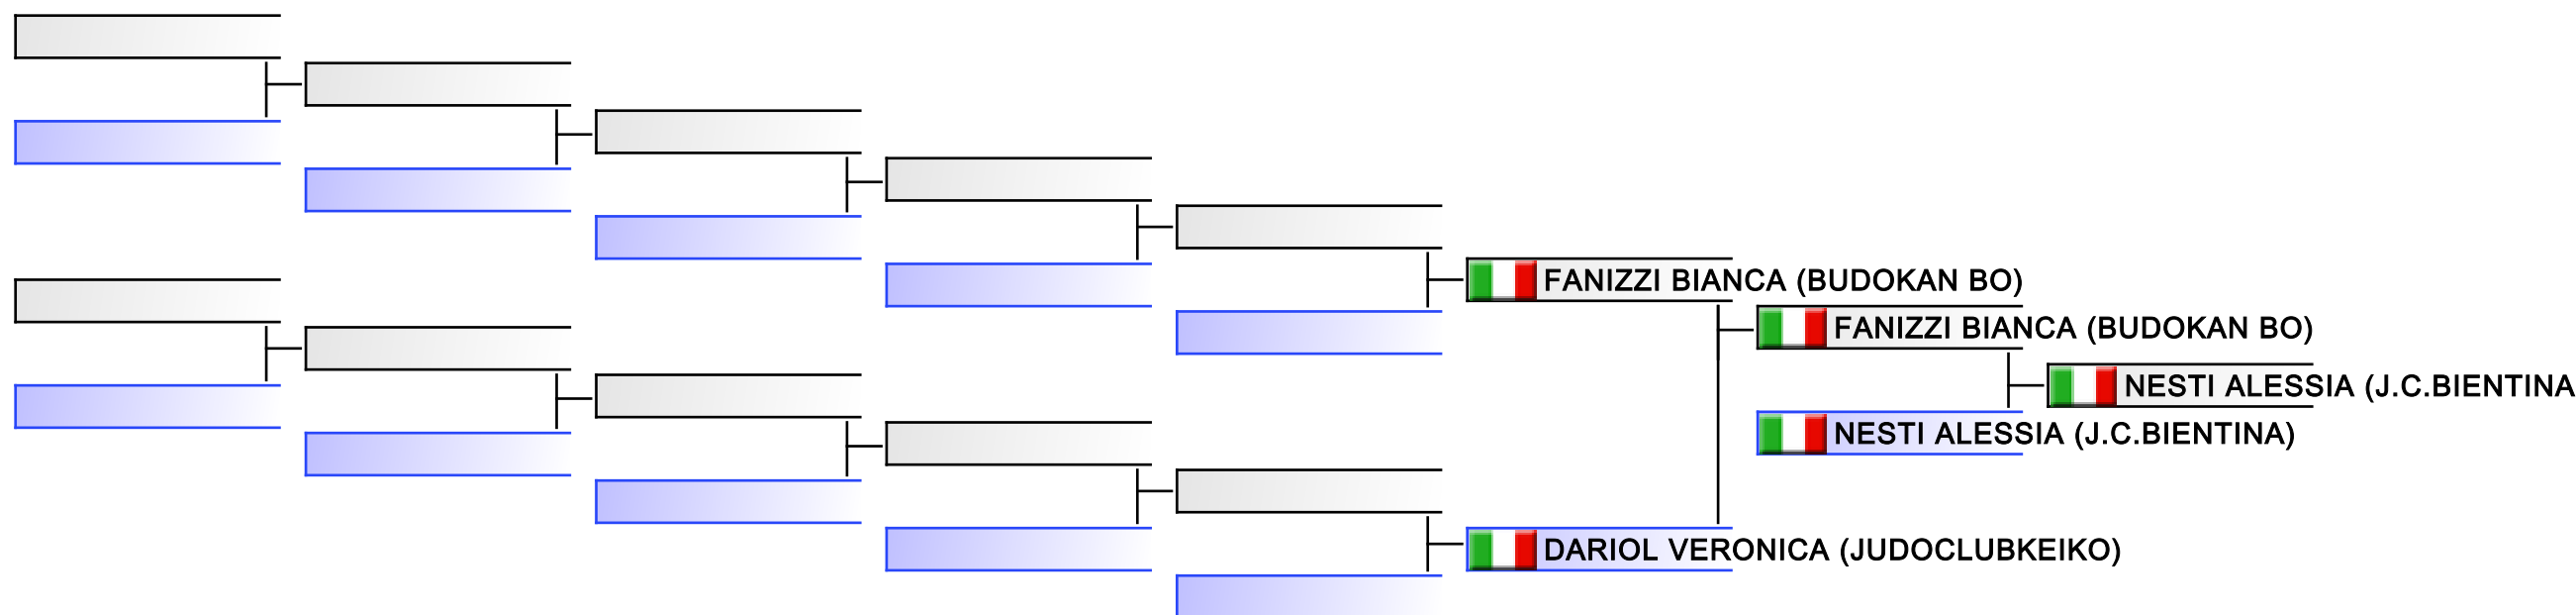 FANIZZI BIANCA (BUDOKAN BO)
FANIZZI BIANCA (BUDOKAN BO)
NESTI ALESSIA (J.C.BIENTINA
NESTI ALESSIA (J.C.BIENTINA)
DARIOL VERONICA (JUDOCLUBKEIKO)